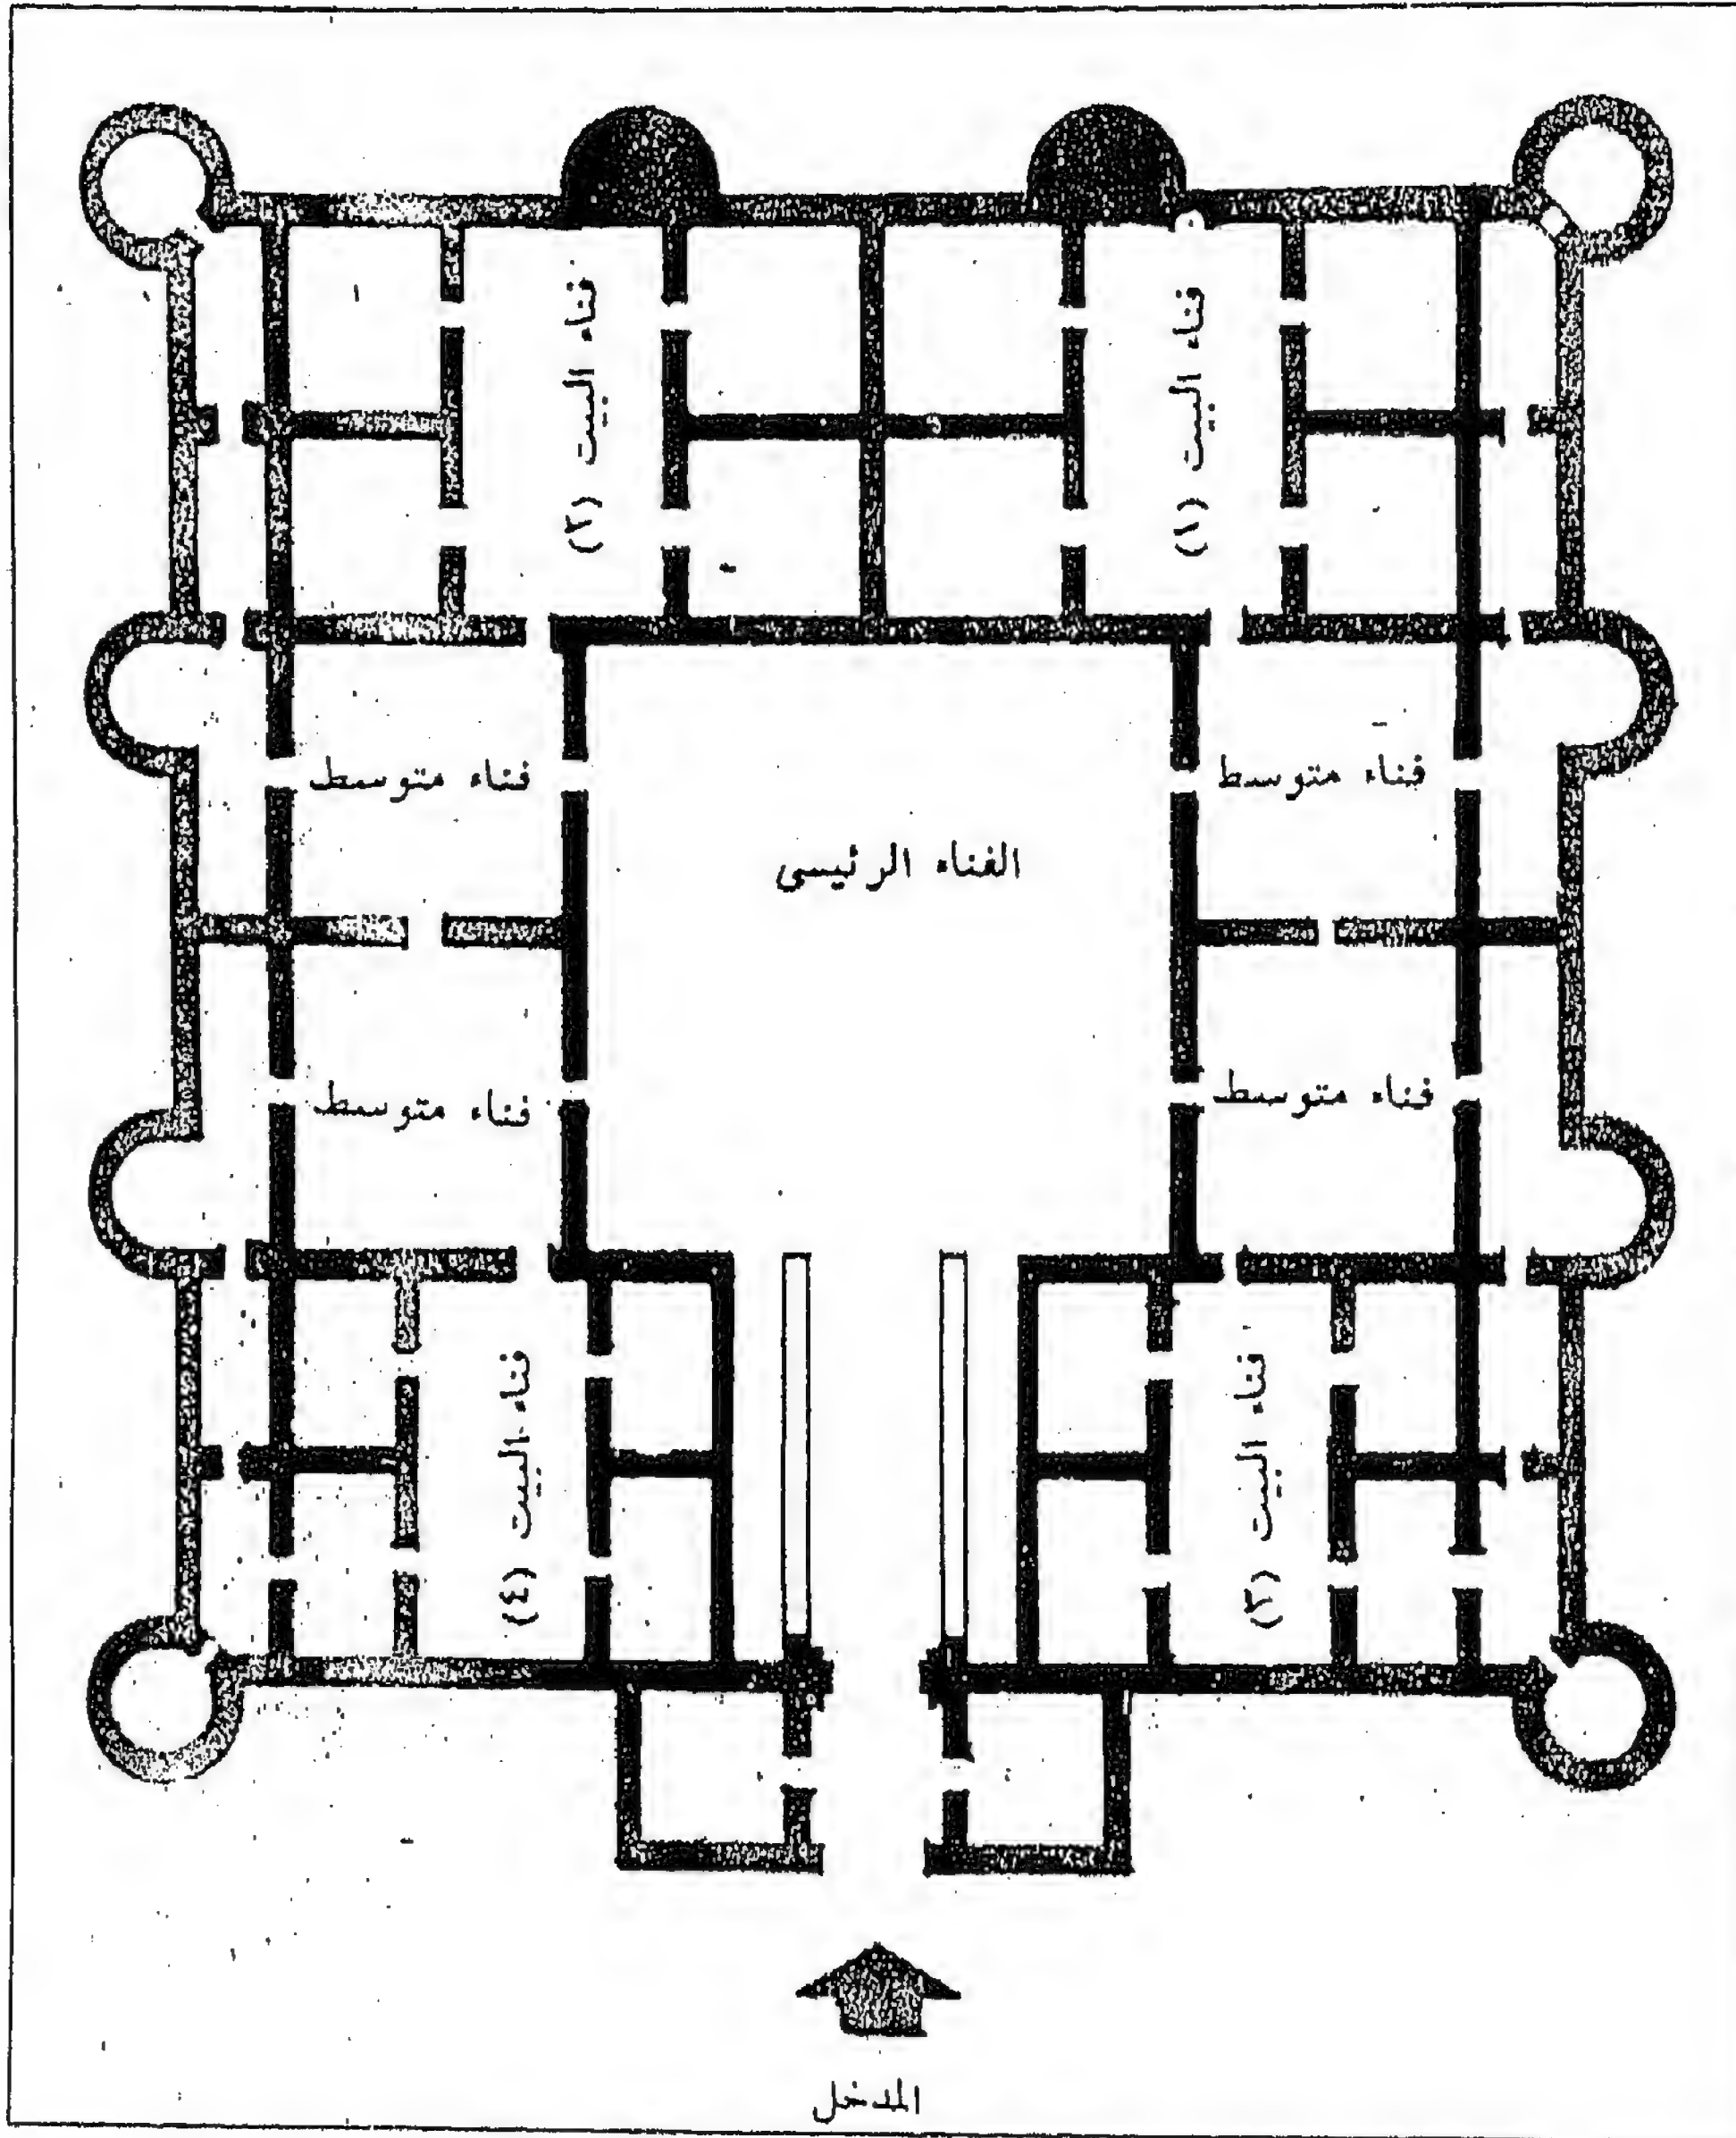 فناء البيت (١)
فناء البيت (٢)
فناء متوسط
فناء متوسط
الفناء الرئيسى
فناء متوسط
فناء متوسط
فناء البيت (٣)
فناء البيت (٤)
المدخل